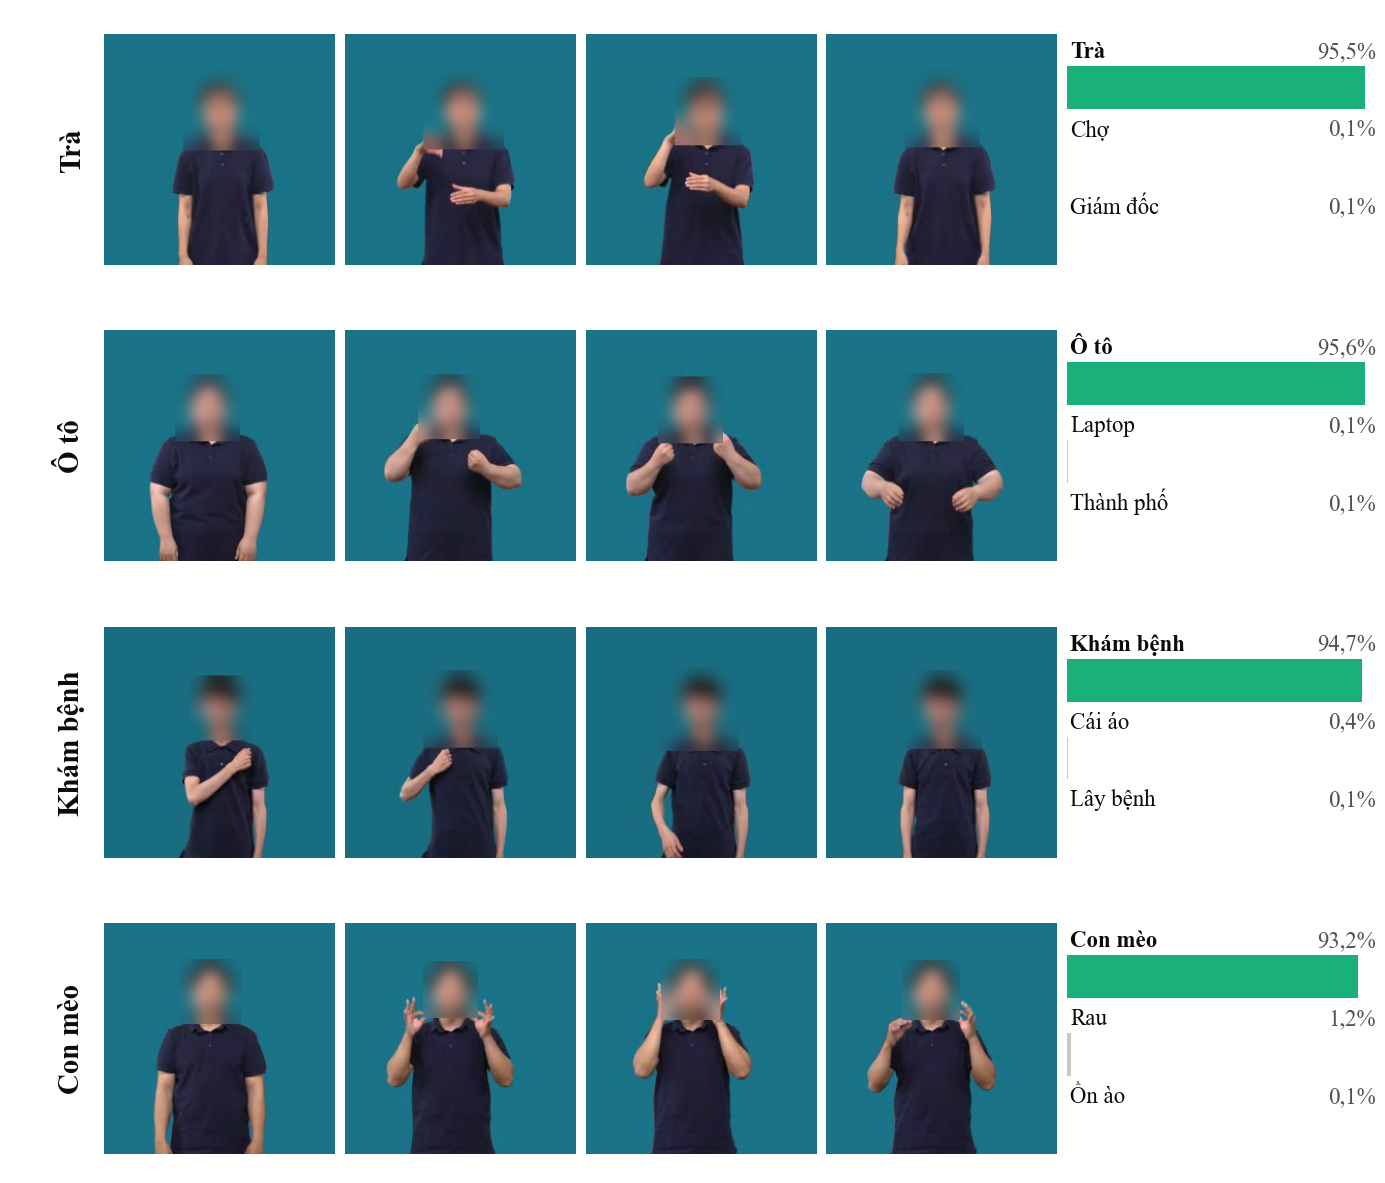 Trà
Trà 95,5%
Chợ 0,1%
Giám đốc 0,1%
Ô tô
Ô tô 95,6%
Laptop 0,1%
Thành phố 0,1%
Khám bệnh
Khám bệnh 94,7%
Cái áo 0,4%
Lây bệnh 0,1%
Con mèo
Con mèo 93,2%
Rau 1,2%
Ồn ào 0,1%